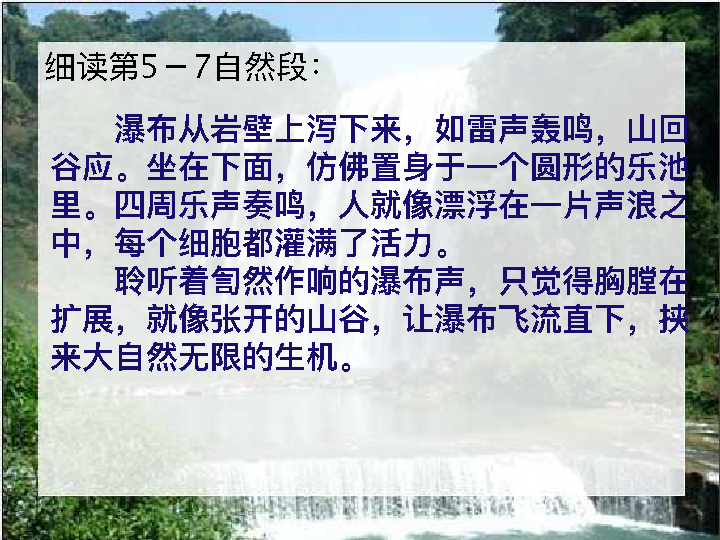 细读第5－7自然段：
瀑布从岩壁上泻下来，如雷声轰鸣，山回
谷应。坐在下面，仿佛置身于一个圆形的乐池
里。四周乐声奏鸣，人就像漂浮在一片声浪之
中，每个细胞都灌满了活力。
聆听着訇然作响的瀑布声，只觉得胸膛在
扩展，就像张开的山谷，让瀑布飞流直下，挟
来大自然无限的生机。